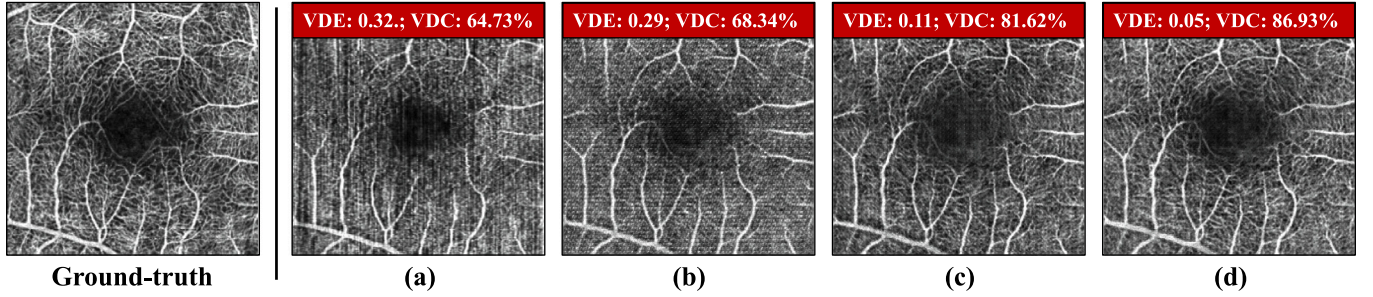 VDE: 0.32.; VDC: 64.73%
VDE: 0.29; VDC: 68.34%
VDE: 0.11; VDC: 81.62%
VDE: 0.05; VDC: 86.93%
Ground-truth
(a)
(b)
(c)
(d)